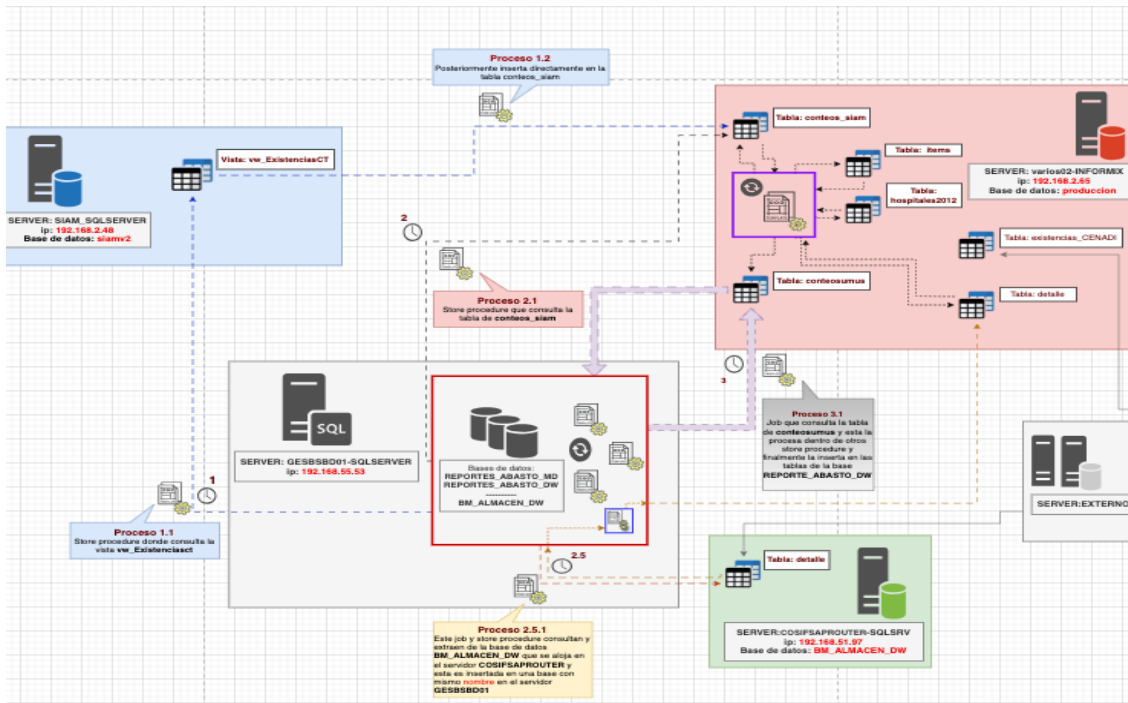 Proceso 1.2
Posteriormente inserta directamente en la
tabla conteos_siam
Tabla: conteos_siam
Tabla: Items
Tabla:
hospitales2012
SERVER: varios02-INFORMIX
ip: 192.168.2.65
Base de datos: produccion
Tabla: existencias_CENADI
Tabla: conteosumus
Tabla: detalle
Vista: vw_ExistenciasCT
SERVER: SIAM_SQLSERVER
ip: 192.168.2.48
Base de datos: siamv2
2
Proceso 2.1
Store procedure que consulta la
tabla de conteos_siam
3
Proceso 3.1
Job que consulta la tabla
de conteosumus y esta la
procesa dentro de otros
store procedure y
finalmente la inserta en las
tablas de la base
REPORTE_ABASTO_DW
SQL
SERVER: GESBSBD01-SQLSERVER
ip: 192.168.55.53
Bases de datos:
REPORTES_ABASTO_MD
REPORTES_ABASTO_DW
----------
BM_ALMACEN_DW
1
Proceso 1.1
Store procedure donde consulta la
vista vw_Existenciasct
2.5
Proceso 2.5.1
Este job y store procedure consultan y
extraen de la base de datos
BM_ALMACEN_DW que se aloja en
el servidor COSIFSAPROUTER y
esta es insertada en una base con
mismo nombre en el servidor
GESBSBD01
SERVER:EXTERNO
Tabla: detalle
SERVER:COSIFSAPROUTER-SQLSRV
ip: 192.168.51.97
Base de datos: BM_ALMACEN_DW